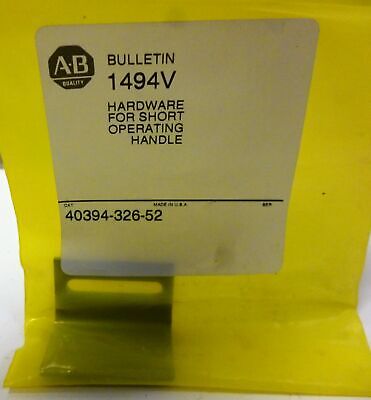 A-B
QUALITY
BULLETIN
1494V
HARDWARE
FOR SHORT
OPERATING
HANDLE
CAT. MADE IN U.S.A. SER.
40394-326-52